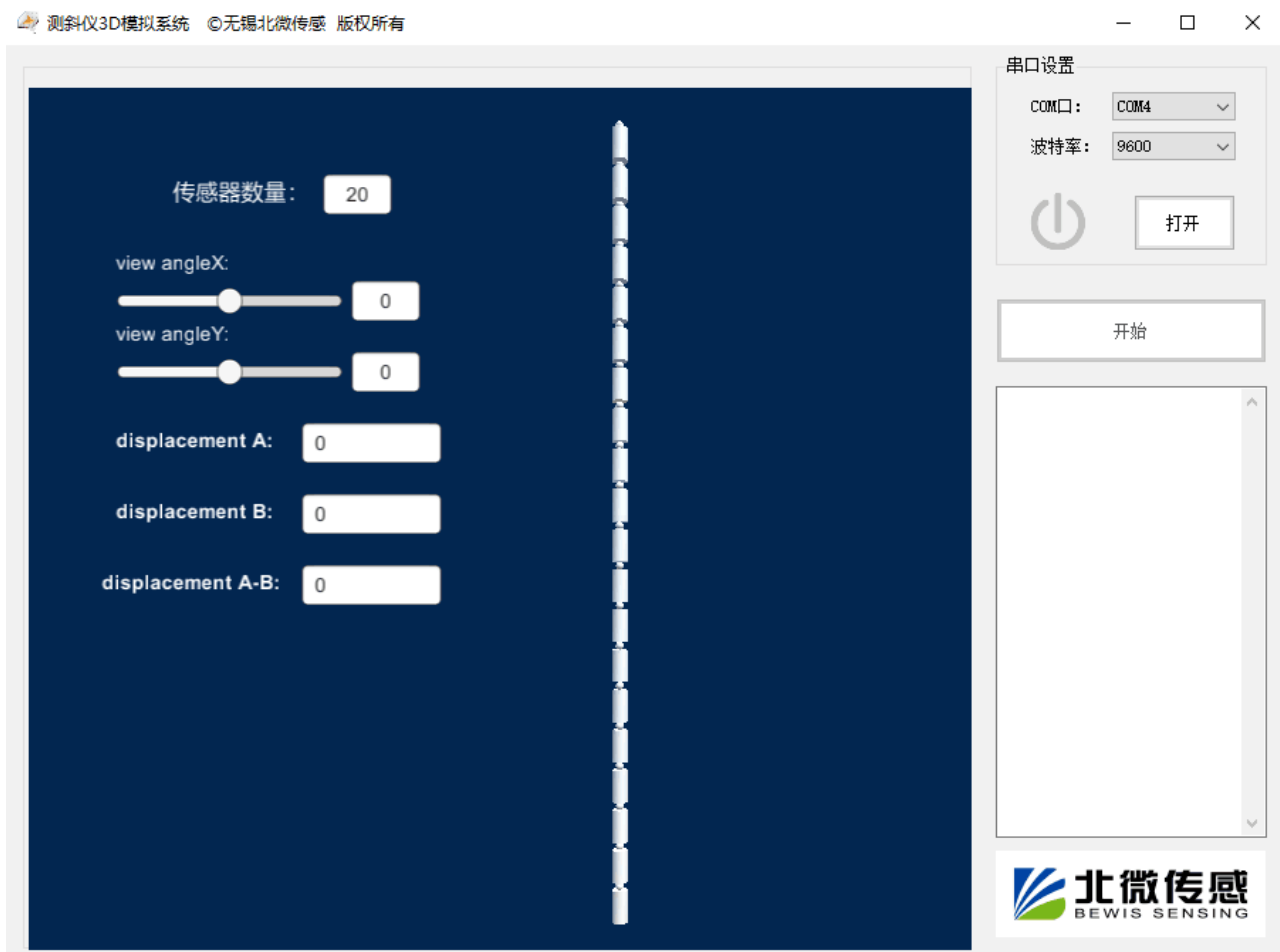 测斜仪3D模拟系统 ©无锡北微传感 版权所有
传感器数量： 20
view angleX:
0
view angleY:
0
displacement A: 0
displacement B: 0
displacement A-B: 0
串口设置
COM口： COM4
波特率： 9600
打开
开始
北微传感
BEWIS SENSING